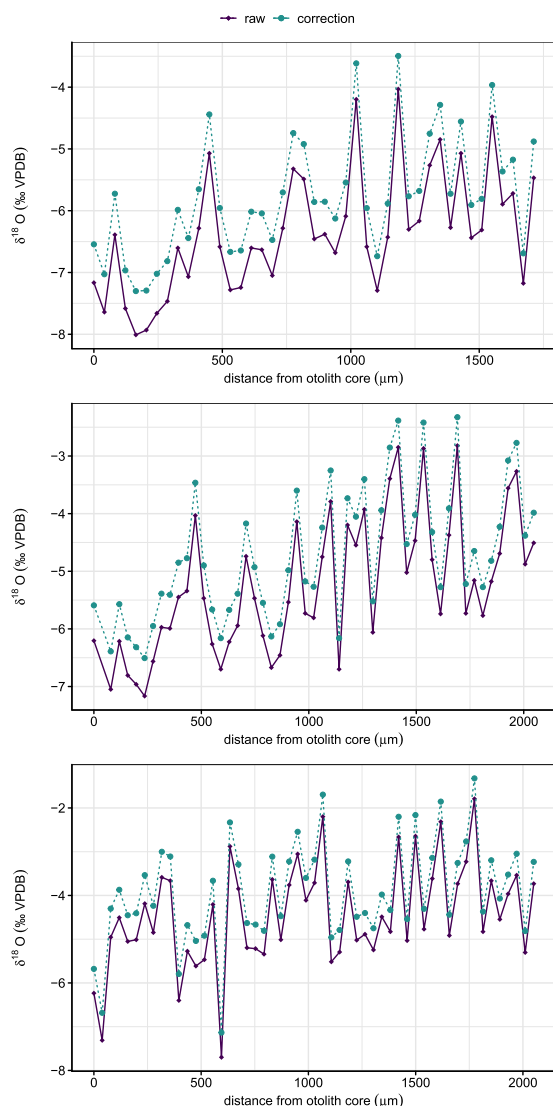 raw correction
−4
−5
−6
−7
−8
δ¹⁸ O (‰ VPDB)
0 500 1000 1500
distance from otolith core (μm)
−3
−4
−5
−6
−7
δ¹⁸ O (‰ VPDB)
0 500 1000 1500 2000
distance from otolith core (μm)
−2
−4
−6
−8
δ¹⁸ O (‰ VPDB)
0 500 1000 1500 2000
distance from otolith core (μm)